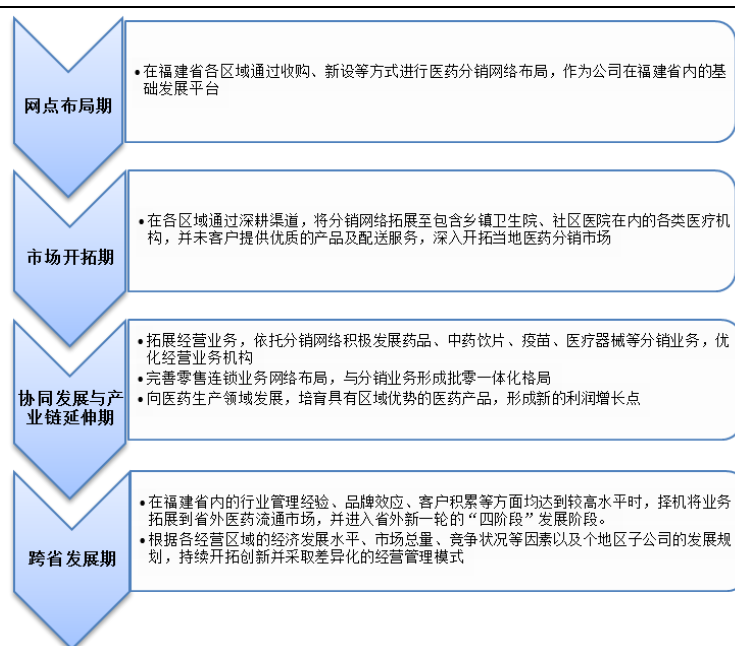 网点布局期
•在福建省各区域通过收购、新设等方式进行医药分销网络布局，作为公司在福建省内的基
础发展平台
市场开拓期
•在各区域通过深耕渠道，将分销网络拓展至包含乡镇卫生院、社区医院在内的各类医疗机
构，并未客户提供优质的产品及配送服务，深入开拓当地医药分销市场
协同发展与产
业链延伸期
•拓展经营业务，依托分销网络积极发展药品、中药饮片、疫苗、医疗器械等分销业务，优
化经营业务机构
•完善零售连锁业务网络布局，与分销业务形成批零一体化格局
•向医药生产领域发展，培育具有区域优势的医药产品，形成新的利润增长点
跨省发展期
•在福建省内的行业管理经验、品牌效应、客户积累等方面均达到较高水平时，择机将业务
拓展到省外医药流通市场，并进入省外新一轮的“四阶段”发展阶段。
•根据各经营区域的经济发展水平、市场总量、竞争状况等因素以及个地区子公司的发展规
划，持续开拓创新并采取差异化的经营管理模式